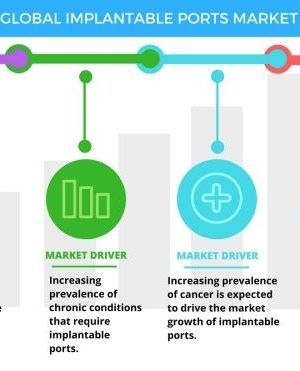 GLOBAL IMPLANTABLE PORTS MARKET
MARKET DRIVER
Increasing
prevalence of
chronic conditions
that require
implantable
ports.
MARKET DRIVER
Increasing prevalence
of cancer is expected
to drive the market
growth of implantable
ports.